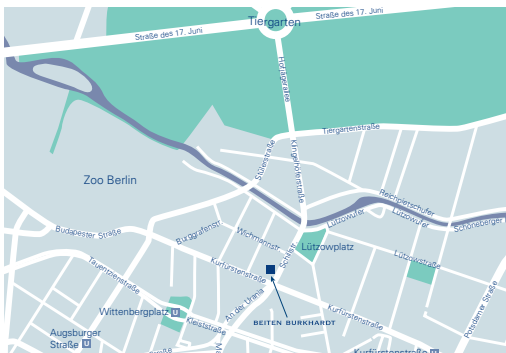 Tiergarten
Straße des 17. Juni
Straße des 17. Juni
Hofjägerallee
Tiergartenstraße
Stülerstraße
Klingelhöferstraße
Zoo Berlin
Reichpietschufer
Lützowufer
Lützowufer
Schöneberger
Budapester Straße
Burggrafenstr.
Wichmannstr.
Schillstr.
Lützowplatz
Lützowstraße
Kurfürstenstraße
Tauentzienstraße
An der Urania
Wittenbergplatz U
Kleiststraße
BEITEN BURKHARDT
Kurfürstenstraße
Potsdamer Straße
Augsburger
Straße U
Kurfürstenstraße U